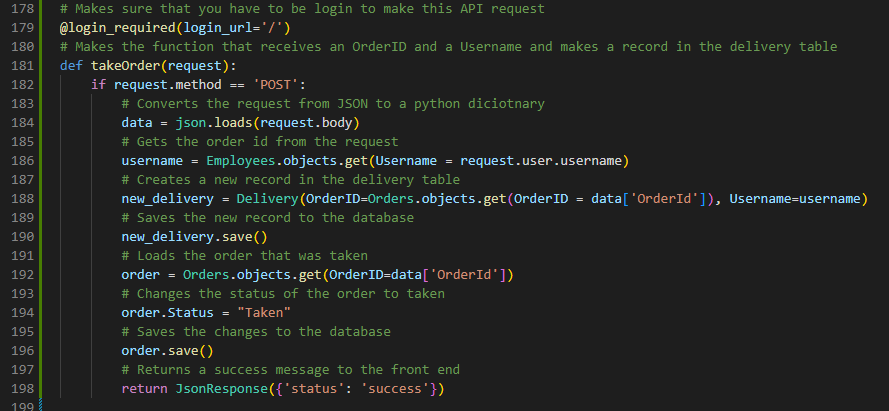 178 # Makes sure that you have to be login to make this API request
179 @login_required(login_url='/')
180 # Makes the function that receives an OrderID and a Username and makes a record in the delivery table
181 def takeOrder(request):
182 if request.method == 'POST':
183 # Converts the request from JSON to a python diciotnary
184 data = json.loads(request.body)
185 # Gets the order id from the request
186 username = Employees.objects.get(Username = request.user.username)
187 # Creates a new record in the delivery table
188 new_delivery = Delivery(OrderID=Orders.objects.get(OrderID = data['OrderId']), Username=username)
189 # Saves the new record to the database
190 new_delivery.save()
191 # Loads the order that was taken
192 order = Orders.objects.get(OrderID=data['OrderId'])
193 # Changes the status of the order to taken
194 order.Status = "Taken"
195 # Saves the changes to the database
196 order.save()
197 # Returns a success message to the front end
198 return JsonResponse({'status': 'success'})
199